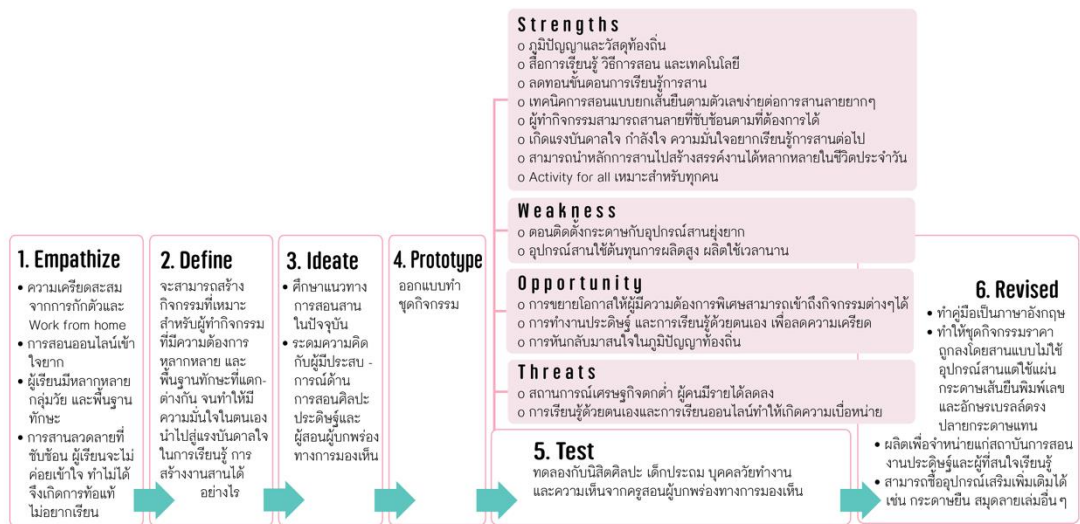 Strengths
o ภูมิปัญญาและวัสดุท้องถิ่น
o สื่อการเรียนรู้ วิธีการสอน และเทคโนโลยี
o ลดทอนขั้นตอนการเรียนรู้การสาน
o เทคนิคการสอนแบบยกเส้นยืนตามตัวเลขง่ายต่อการสานลายยากๆ
o ผู้ทำกิจกรรมสามารถสานลายที่ซับซ้อนตามที่ต้องการได้
o เกิดแรงบันดาลใจ กำลังใจ ความมั่นใจอยากเรียนรู้การสานต่อไป
o สามารถนำหลักการสานไปสร้างสรรค์งานได้หลากหลายในชีวิตประจำวัน
o Activity for all เหมาะสำหรับทุกคน
Weakness
o ตอนติดตั้งกระดาษกับอุปกรณ์สานยุ่งยาก
o อุปกรณ์สานใช้ต้นทุนการผลิตสูง ผลิตใช้เวลานาน
Opportunity
o การขยายโอกาสให้ผู้มีความต้องการพิเศษสามารถเข้าถึงกิจกรรมต่างๆได้
o การทำงานประดิษฐ์ และการเรียนรู้ด้วยตนเอง เพื่อลดความเครียด
o การหันกลับมาสนใจในภูมิปัญญาท้องถิ่น
Threats
o สถานการณ์เศรษฐกิจตกต่ำ ผู้คนมีรายได้ลดลง
o การเรียนรู้ด้วยตนเองและการเรียนออนไลน์ทำให้เกิดความเบื่อหน่าย
1. Empathize
• ความเครียดสะสม
จากการกักตัวและ
Work from home
• การสอนออนไลน์เข้า
ใจยาก
• ผู้เรียนมีหลากหลาย
กลุ่มวัย และพื้นฐาน
ทักษะ
• การสานลวดลายที่
ซับซ้อน ผู้เรียนจะไม่
ค่อยเข้าใจ ทำไม่ได้
จึงเกิดการท้อแท้
ไม่อยากเรียน
2. Define
จะสามารถสร้าง
กิจกรรมที่เหมาะ
สำหรับผู้ทำกิจกรรม
ที่มีความต้องการ
หลากหลาย และ
พื้นฐานทักษะที่แตก-
ต่างกัน จนทำให้มี
ความมั่นใจในตนเอง
นำไปสู่แรงบันดาลใจ
ในการเรียนรู้ การ
สร้างงานสานได้
อย่างไร
3. Ideate
• ศึกษาแนวทาง
การสอนสาน
ในปัจจุบัน
• ระดมความคิด
กับผู้มีประสบ -
การณ์ด้าน
การสอนศิลปะ
ประดิษฐ์และ
ผู้สอนผู้บกพร่อง
ทางการมองเห็น
4. Prototype
ออกแบบทำ
ชุดกิจกรรม
5. Test
ทดลองกับนิสิตศิลปะ เด็กประถม บุคคลวัยทำงาน
และความเห็นจากครูสอนผู้บกพร่องทางการมองเห็น
6. Revised
• ทำคู่มือเป็นภาษาอังกฤษ
• ทำให้ชุดกิจกรรมราคา
ถูกลงโดยสานแบบไม่ใช้
อุปกรณ์สานแต่ใช้แผ่น
กระดาษเส้นยืนพิมพ์เลข
และอักษรเบรลล์ตรง
ปลายกระดาษแทน
• ผลิตเพื่อจำหน่ายแก่สถาบันการสอน
งานประดิษฐ์และผู้ที่สนใจเรียนรู้
• สามารถซื้ออุปกรณ์เสริมเพิ่มเติมได้
เช่น กระดาษยืน สมุดลายเล่มอื่น ๆ